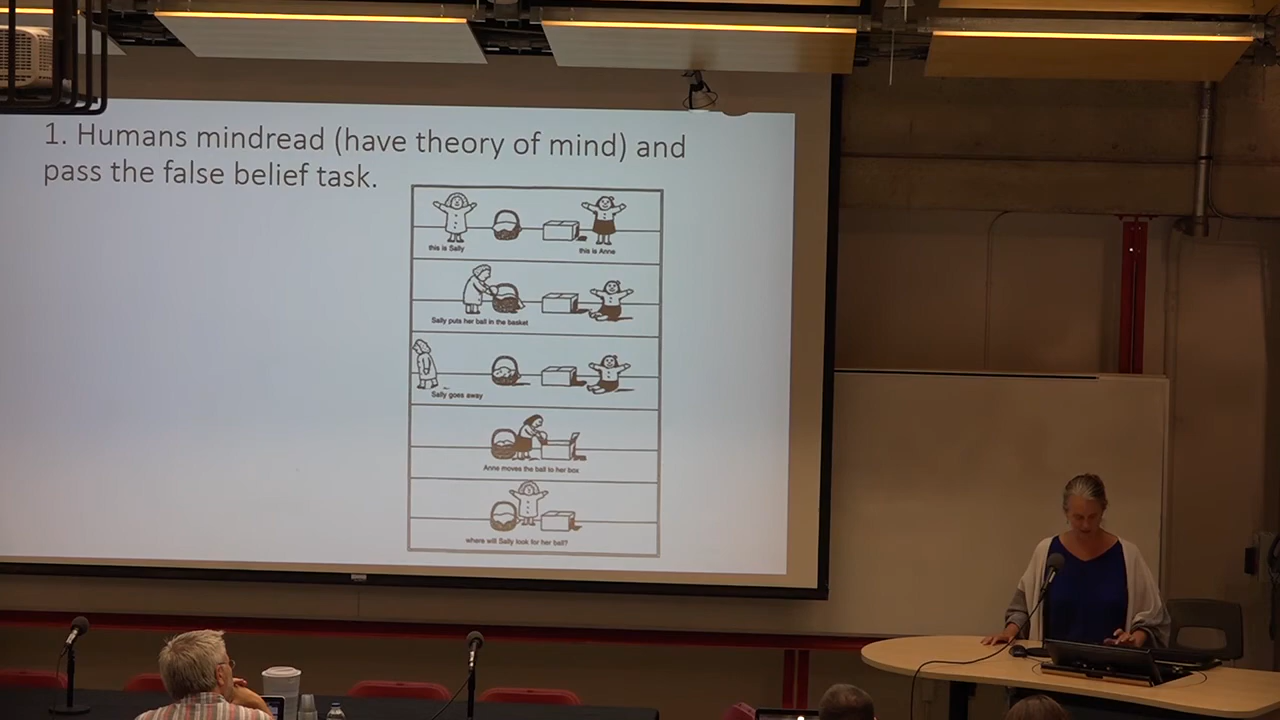 1. Humans mindread (have theory of mind) and
pass the false belief task.
this is Sally
this is Anne
Sally puts her ball in the basket
Sally goes away
Anne moves the ball to her box
where will Sally look for her ball?